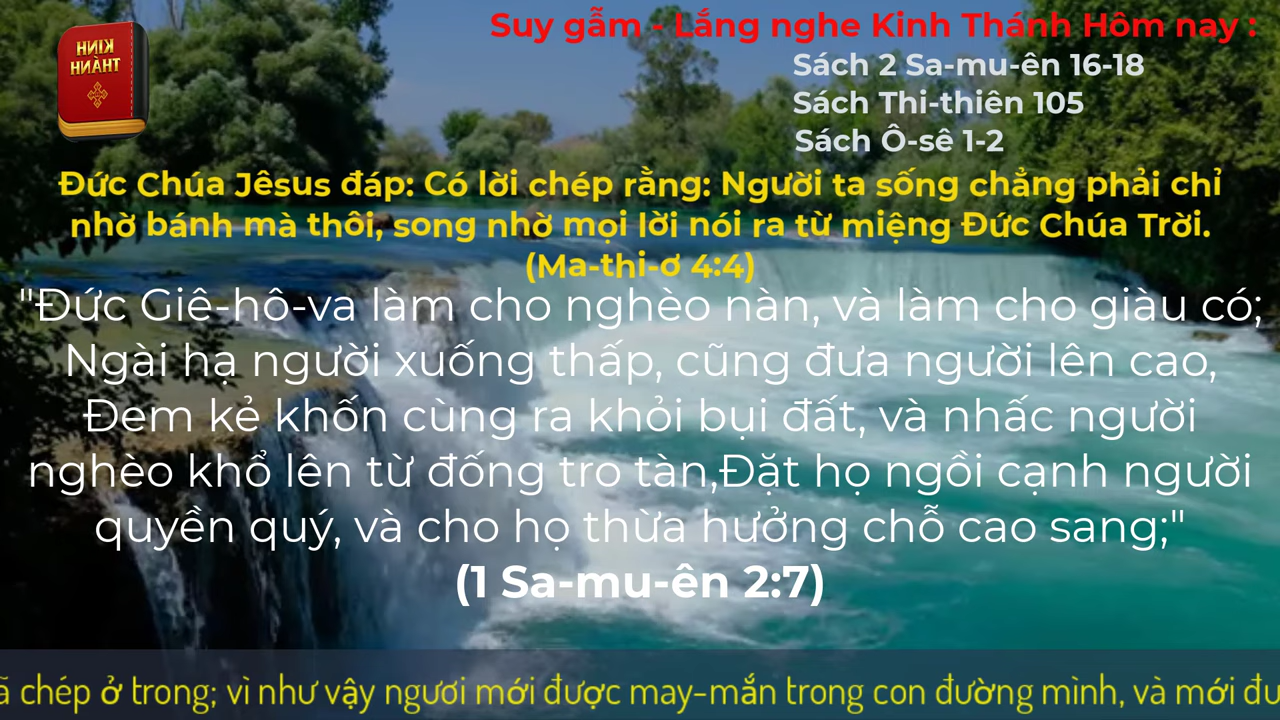 KINH
THÁNH
Suy gẫm - Lắng nghe Kinh Thánh Hôm nay :
Sách 2 Sa-mu-ên 16-18
Sách Thi-thiên 105
Sách Ô-sê 1-2
Đức Chúa Jêsus đáp: Có lời chép rằng: Người ta sống chẳng phải chỉ
nhờ bánh mà thôi, song nhờ mọi lời nói ra từ miệng Đức Chúa Trời.
(Ma-thi-ơ 4:4)
"Đức Giê-hô-va làm cho nghèo nàn, và làm cho giàu có;
Ngài hạ người xuống thấp, cũng đưa người lên cao,
Đem kẻ khốn cùng ra khỏi bụi đất, và nhấc người
nghèo khổ lên từ đống tro tàn,Đặt họ ngồi cạnh người
quyền quý, và cho họ thừa hưởng chỗ cao sang;"
(1 Sa-mu-ên 2:7)
chép ở trong; vì như vậy ngươi mới được may-mắn trong con đường mình, và mới